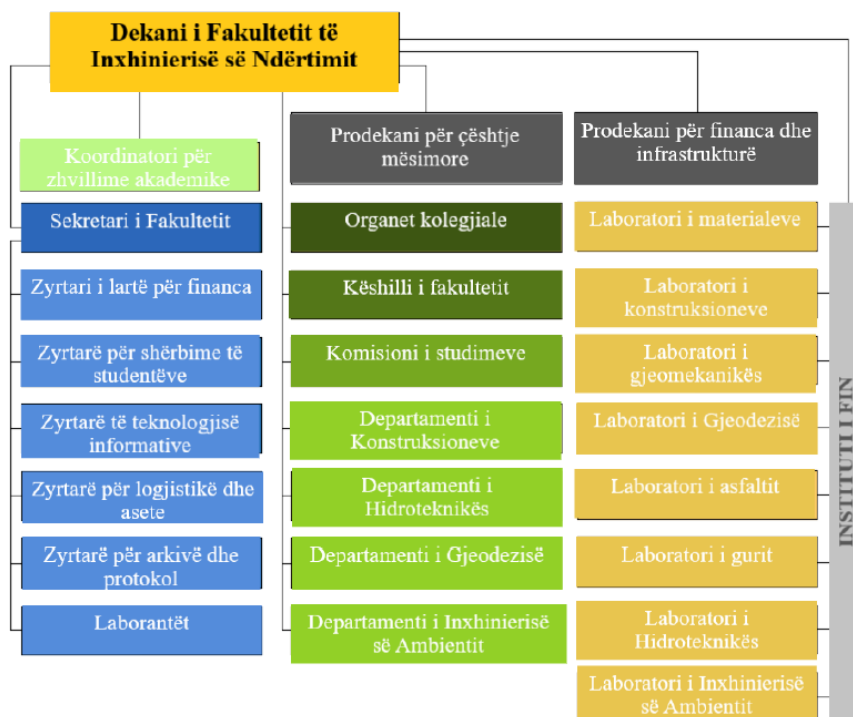 Dekani i Fakultetit të
Inxhinierisë së Ndërtimit
Koordinatori për
zhvillime akademike
Prodekani për çështje
mësimore
Prodekani për financa dhe
infrastrukturë
Sekretari i Fakultetit
Zyrtari i lartë për financa
Zyrtarë për shërbime të
studentëve
Zyrtarë të teknologjisë
informative
Zyrtarë për logjistikë dhe
asete
Zyrtarë për arkivë dhe
protokol
Laborantët
Organet kolegjiale
Këshilli i fakultetit
Komisioni i studimeve
Departamenti i
Konstruksioneve
Departamenti i
Hidroteknikës
Departamenti i Gjeodezisë
Departamenti i Inxhinierisë
së Ambientit
Laboratori i materialeve
Laboratori i
konstruksioneve
Laboratori i
gjeomekanikës
Laboratori i Gjeodezisë
Laboratori i asfaltit
Laboratori i gurit
Laboratori i
Hidroteknikës
Laboratori i Inxhinierisë
së Ambientit
INSTITUTI I FIN